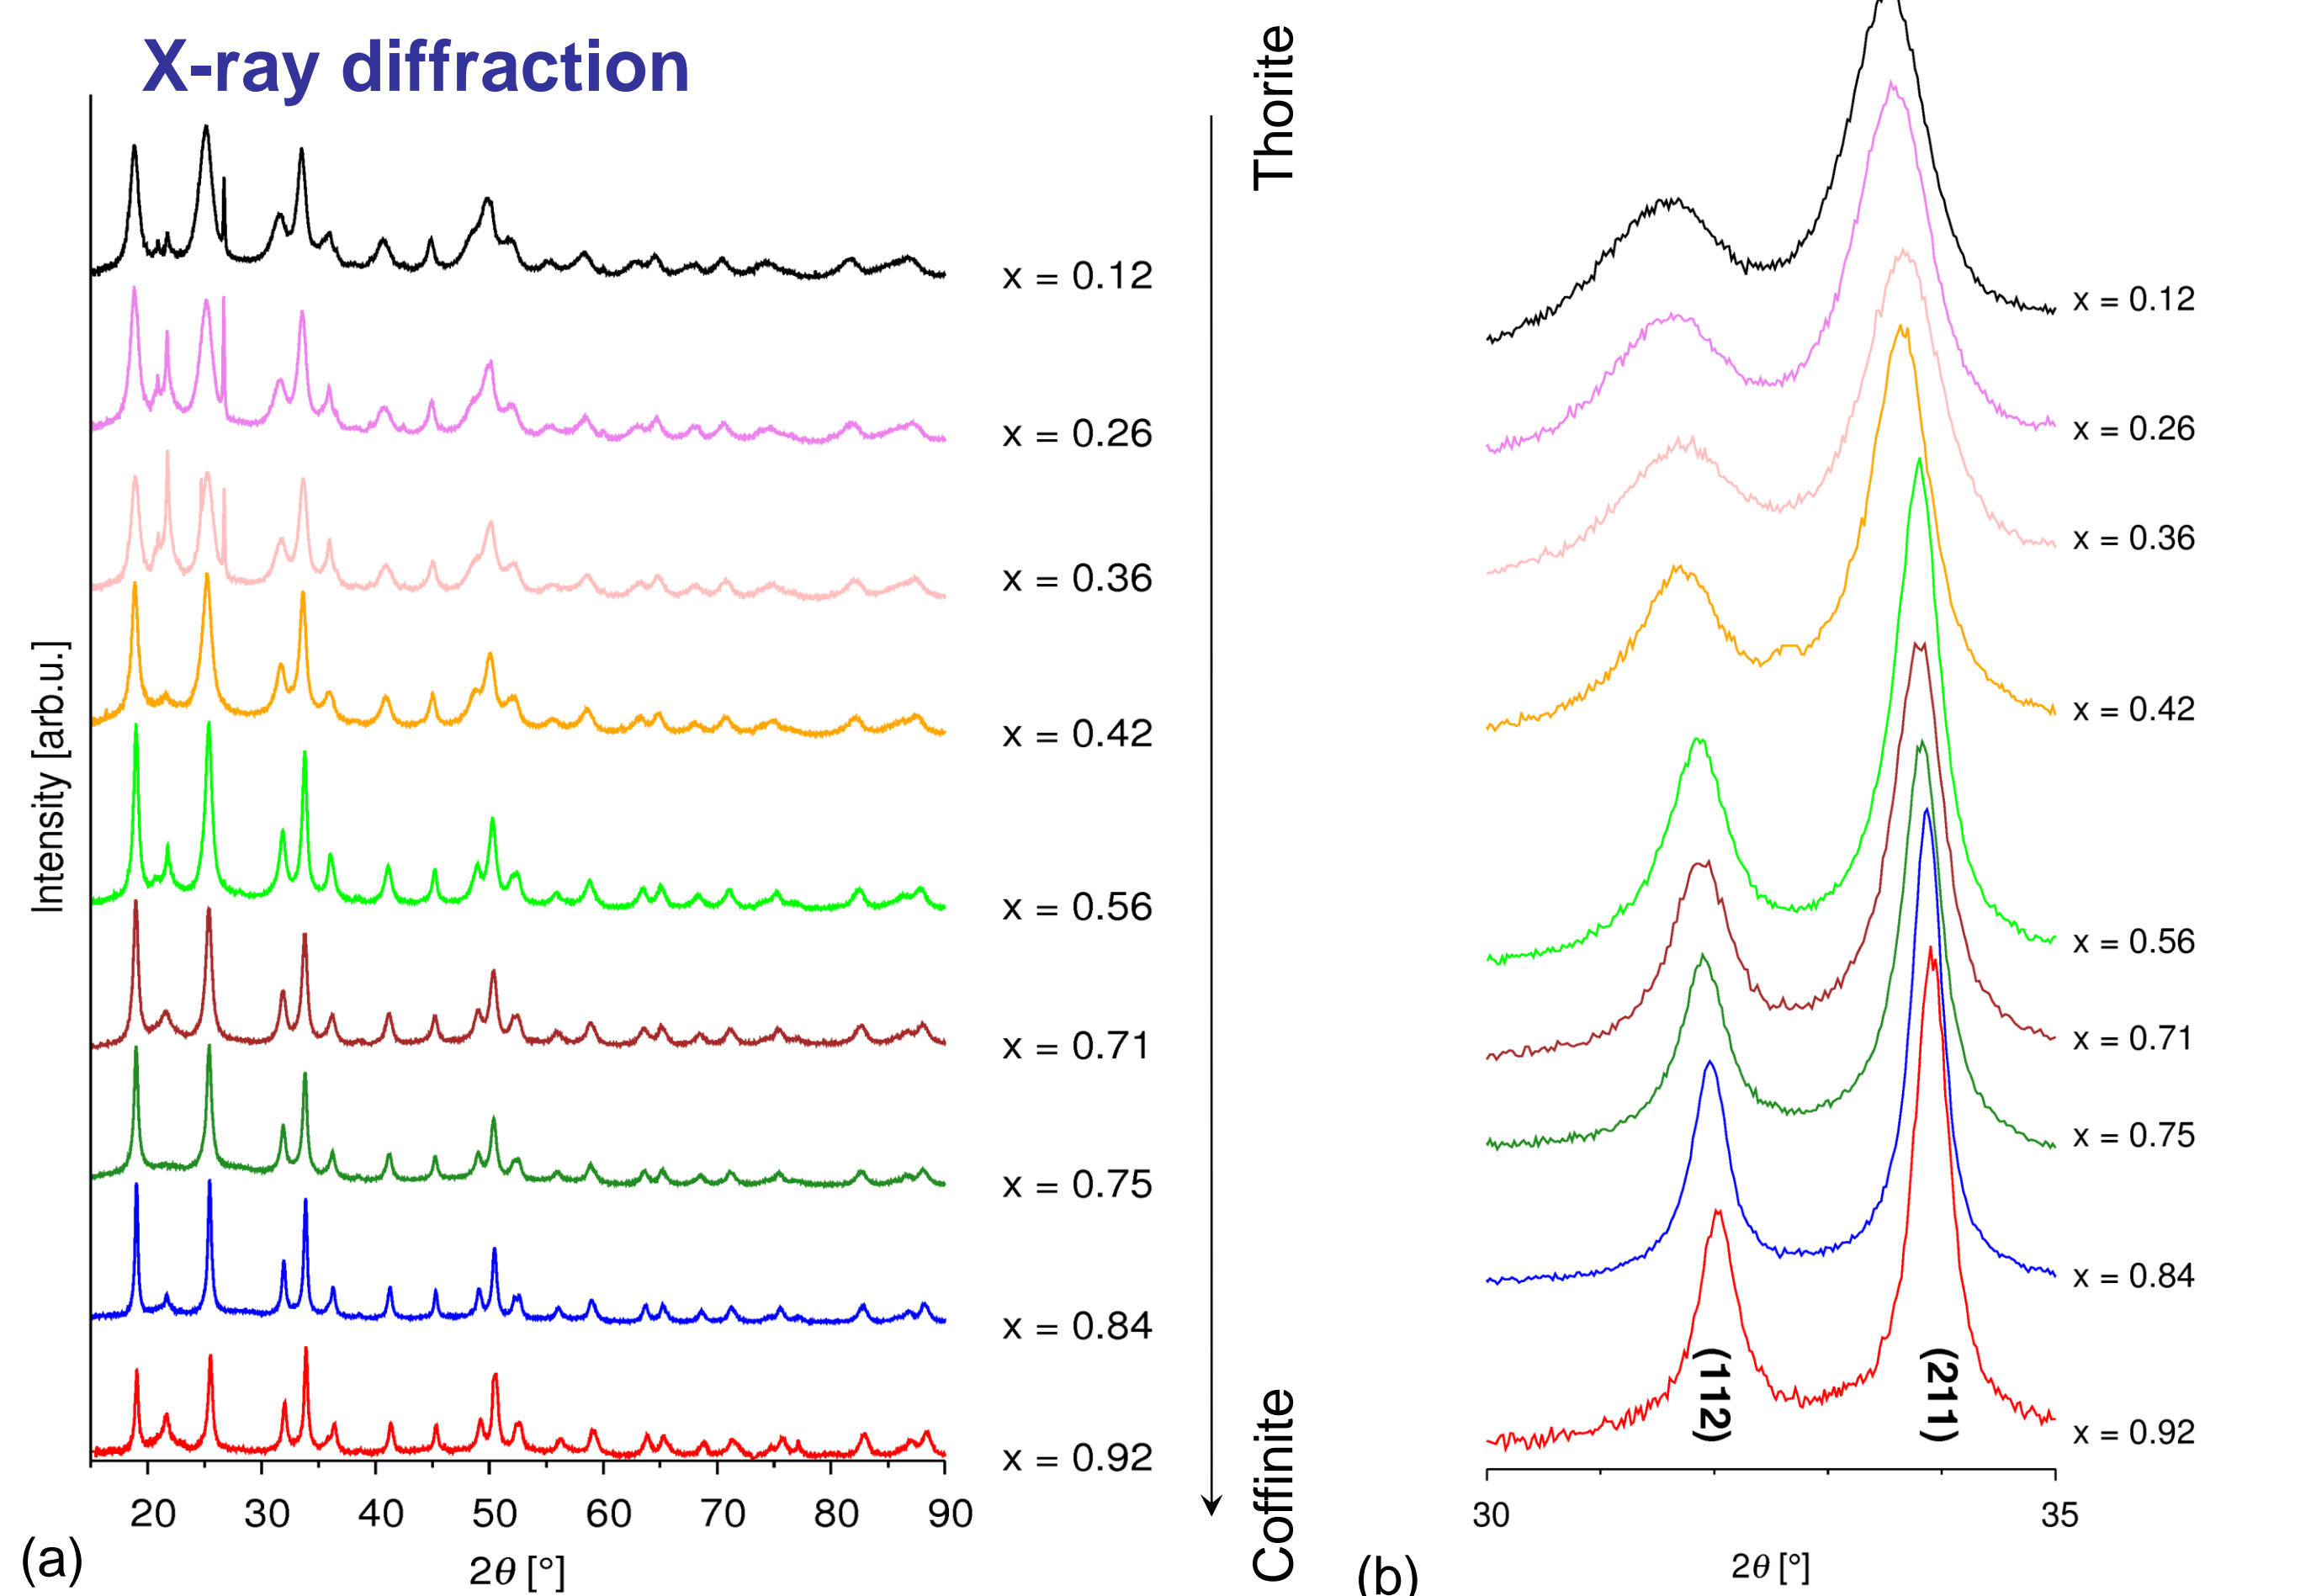 X-ray diffraction
Intensity [arb.u.]
x = 0.12
x = 0.26
x = 0.36
x = 0.42
x = 0.56
x = 0.71
x = 0.75
x = 0.84
x = 0.92
20 30 40 50 60 70 80 90
2θ [°]
(a)
Thorite
Coffinite
x = 0.12
x = 0.26
x = 0.36
x = 0.42
x = 0.56
x = 0.71
x = 0.75
x = 0.84
x = 0.92
(112)
(211)
30 35
2θ [°]
(b)